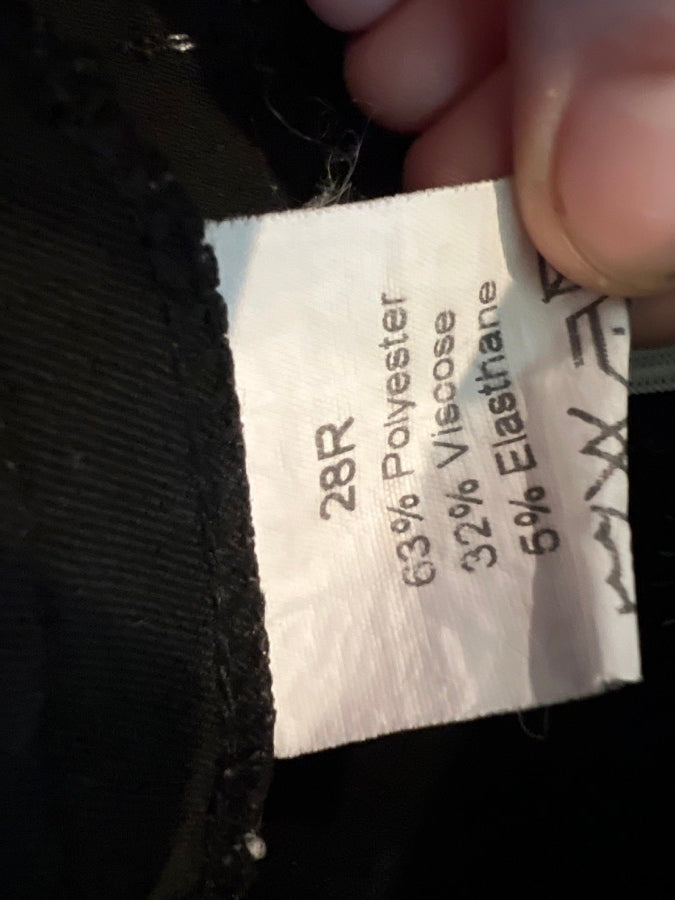 28R
63% Polyester
32% Viscose
5% Elasthane